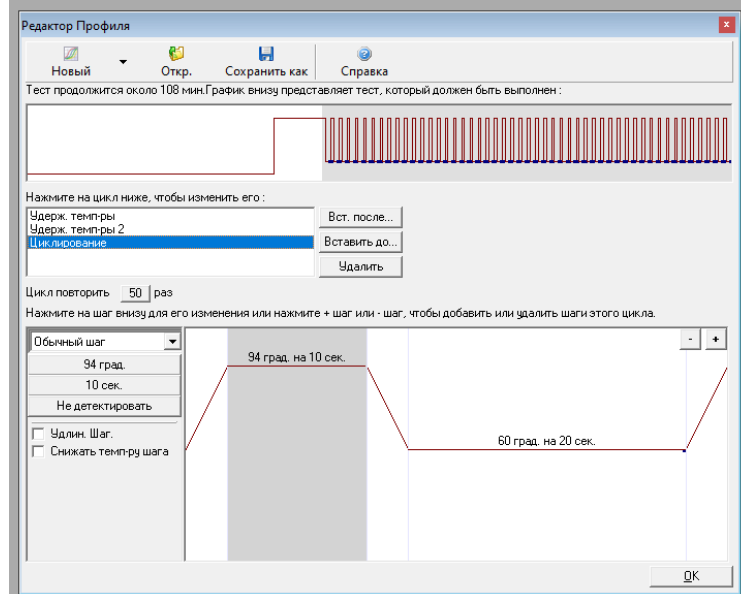 Редактор Профиля
Новый Откр. Сохранить как Справка
Тест продолжится около 108 мин.График внизу представляет тест, который должен быть выполнен :
Нажмите на цикл ниже, чтобы изменить его :
Удерж. темп-ры
Удерж. темп-ры 2
Циклирование
Вст. после...
Вставить до...
Удалить
Цикл повторить 50 раз
Нажмите на шаг внизу для его изменения или нажмите + шаг или - шаг, чтобы добавить или удалить шаги этого цикла.
Обычный шаг
94 град.
10 сек.
Не детектировать
Удлин. Шаг.
Снижать темп-ру шага
94 град. на 10 сек.
60 град. на 20 сек.
- +
OK